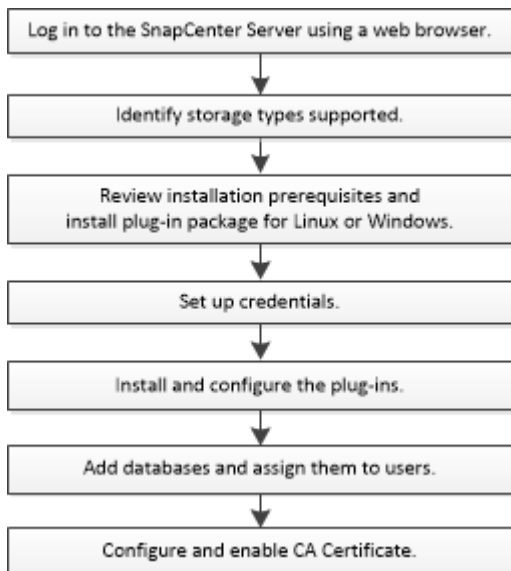 Log in to the SnapCenter Server using a web browser.
Identify storage types supported.
Review installation prerequisites and
install plug-in package for Linux or Windows.
Set up credentials.
Install and configure the plug-ins.
Add databases and assign them to users.
Configure and enable CA Certificate.